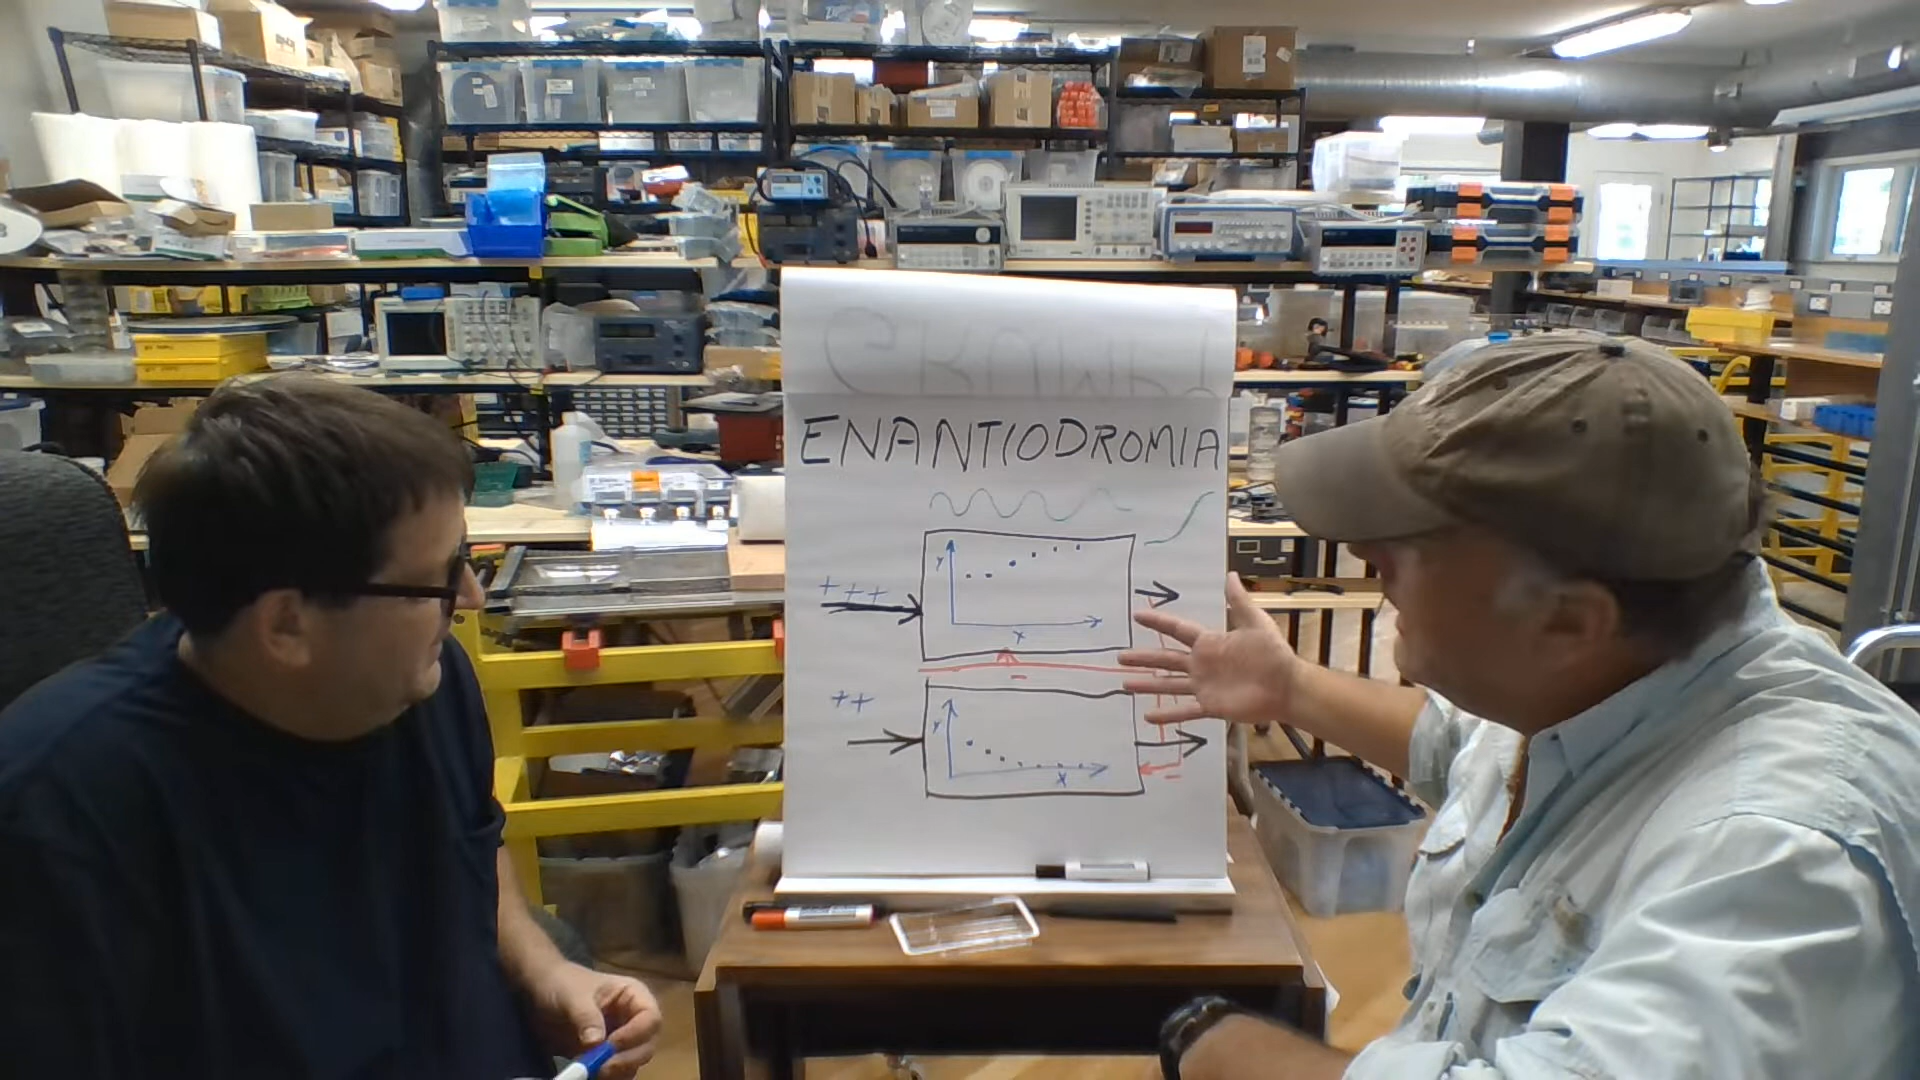 ENANTIODROMIA
Y
+++
X
-
++
Y
X
-